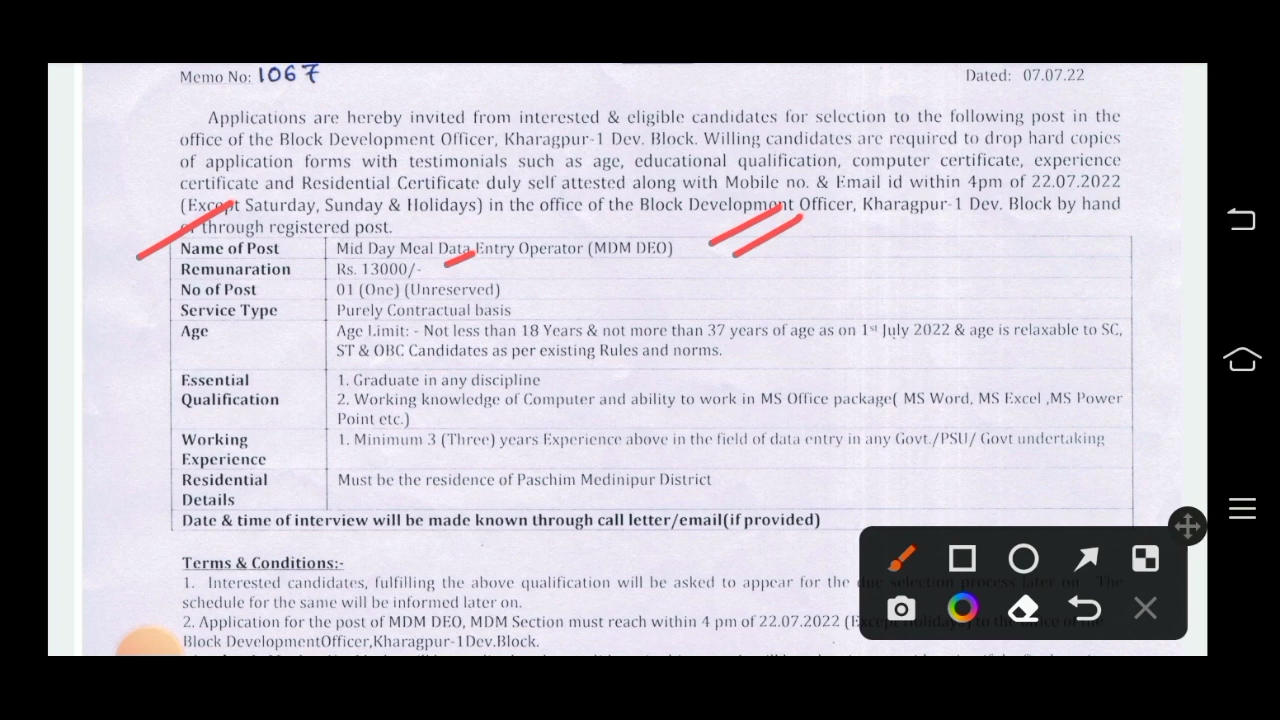 Memo No: 1067 Dated: 07.07.22
Applications are hereby invited from interested & eligible candidates for selection to the following post in the
office of the Block Development Officer, Kharagpur-1 Dev. Block. Willing candidates are required to drop hard copies
of application forms with testimonials such as age, educational qualification, computer certificate, experience
certificate and Residential Certificate duly self attested along with Mobile no. & Email id within 4pm of 22.07.2022
(Except Saturday, Sunday & Holidays) in the office of the Block Development Officer, Kharagpur-1 Dev. Block by hand
or through registered post.
Name of Post Mid Day Meal Data Entry Operator (MDM DEO)
Remunaration Rs. 13000/-
No of Post 01 (One) (Unreserved)
Service Type Purely Contractual basis
Age Age Limit: - Not less than 18 Years & not more than 37 years of age as on 1st July 2022 & age is relaxable to SC,
ST & OBC Candidates as per existing Rules and norms.
Essential 1. Graduate in any discipline
Qualification 2. Working knowledge of Computer and ability to work in MS Office package( MS Word, MS Excel ,MS Power
Point etc.)
Working 1. Minimum 3 (Three) years Experience above in the field of data entry in any Govt./PSU/ Govt undertaking
Experience
Residential Must be the residence of Paschim Medinipur District
Details
Date & time of interview will be made known through call letter/email(if provided)
Terms & Conditions:-
1. Interested candidates, fulfilling the above qualification will be asked to appear for the due selection process later on. The
schedule for the same will be informed later on.
2. Application for the post of MDM DEO, MDM Section must reach within 4 pm of 22.07.2022 (Except Holidays) to the office of the
Block DevelopmentOfficer,Kharagpur-1Dev.Block.